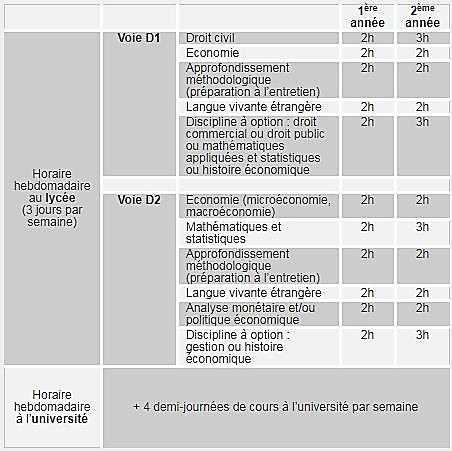 1ère année 2ème année
Horaire hebdomadaire au lycée (3 jours par semaine)
Voie D1
Droit civil 2h 3h
Economie 2h 2h
Approfondissement méthodologique (préparation à l'entretien) 2h 2h
Langue vivante étrangère 2h 2h
Discipline à option : droit commercial ou droit public ou mathématiques appliquées et statistiques ou histoire économique 2h 3h
Voie D2
Economie (microéconomie, macroéconomie) 2h 2h
Mathématiques et statistiques 2h 3h
Approfondissement méthodologique (préparation à l'entretien) 2h 2h
Langue vivante étrangère 2h 2h
Analyse monétaire et/ou politique économique 2h 2h
Discipline à option : gestion ou histoire économique 2h 3h
Horaire hebdomadaire à l'université
+ 4 demi-journées de cours à l'université par semaine